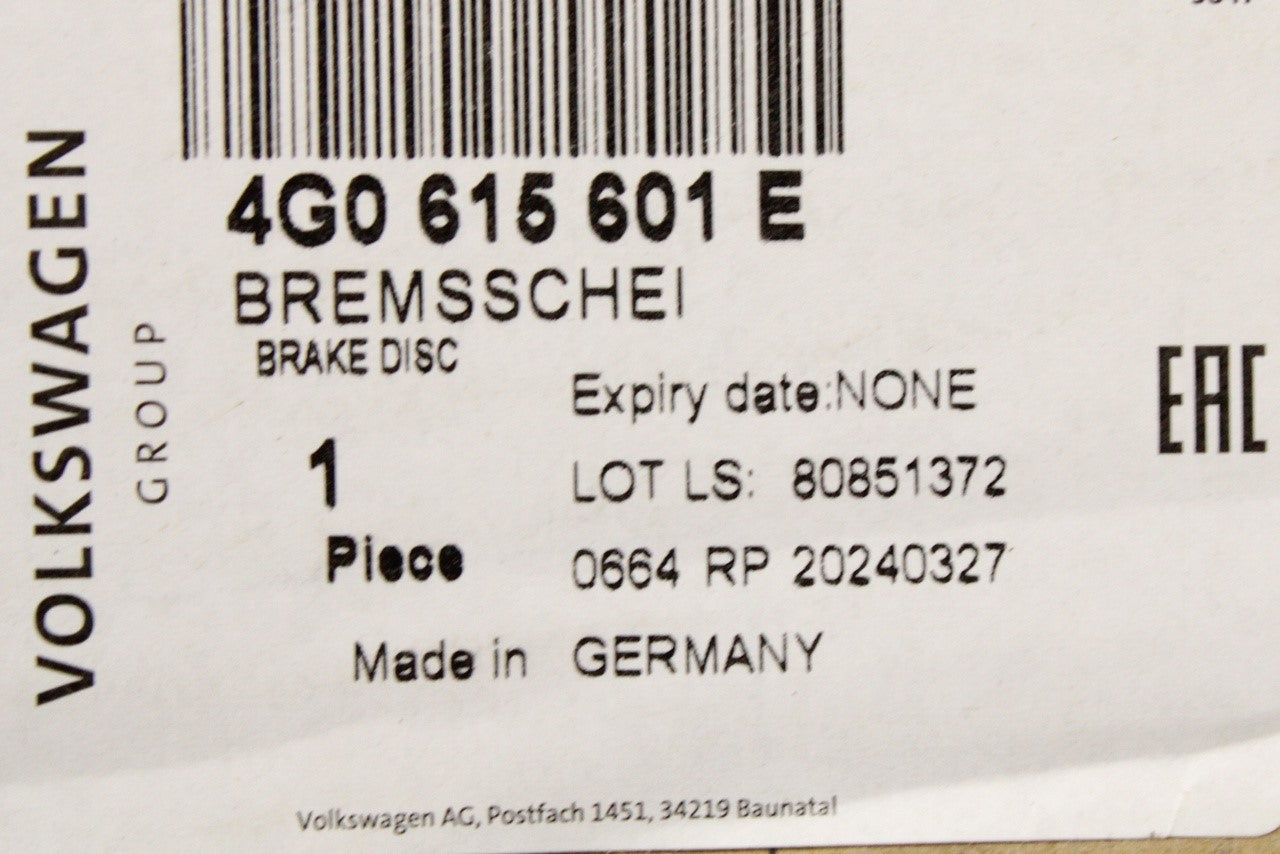 VOLKSWAGEN
GROUP
4G0 615 601 E
BREMSSCHEI
BRAKE DISC
Expiry date:NONE
1
LOT LS: 80851372
Piece
0664 RP 20240327
Made in GERMANY
EAC
Volkswagen AG, Postfach 1451, 34219 Baunatal